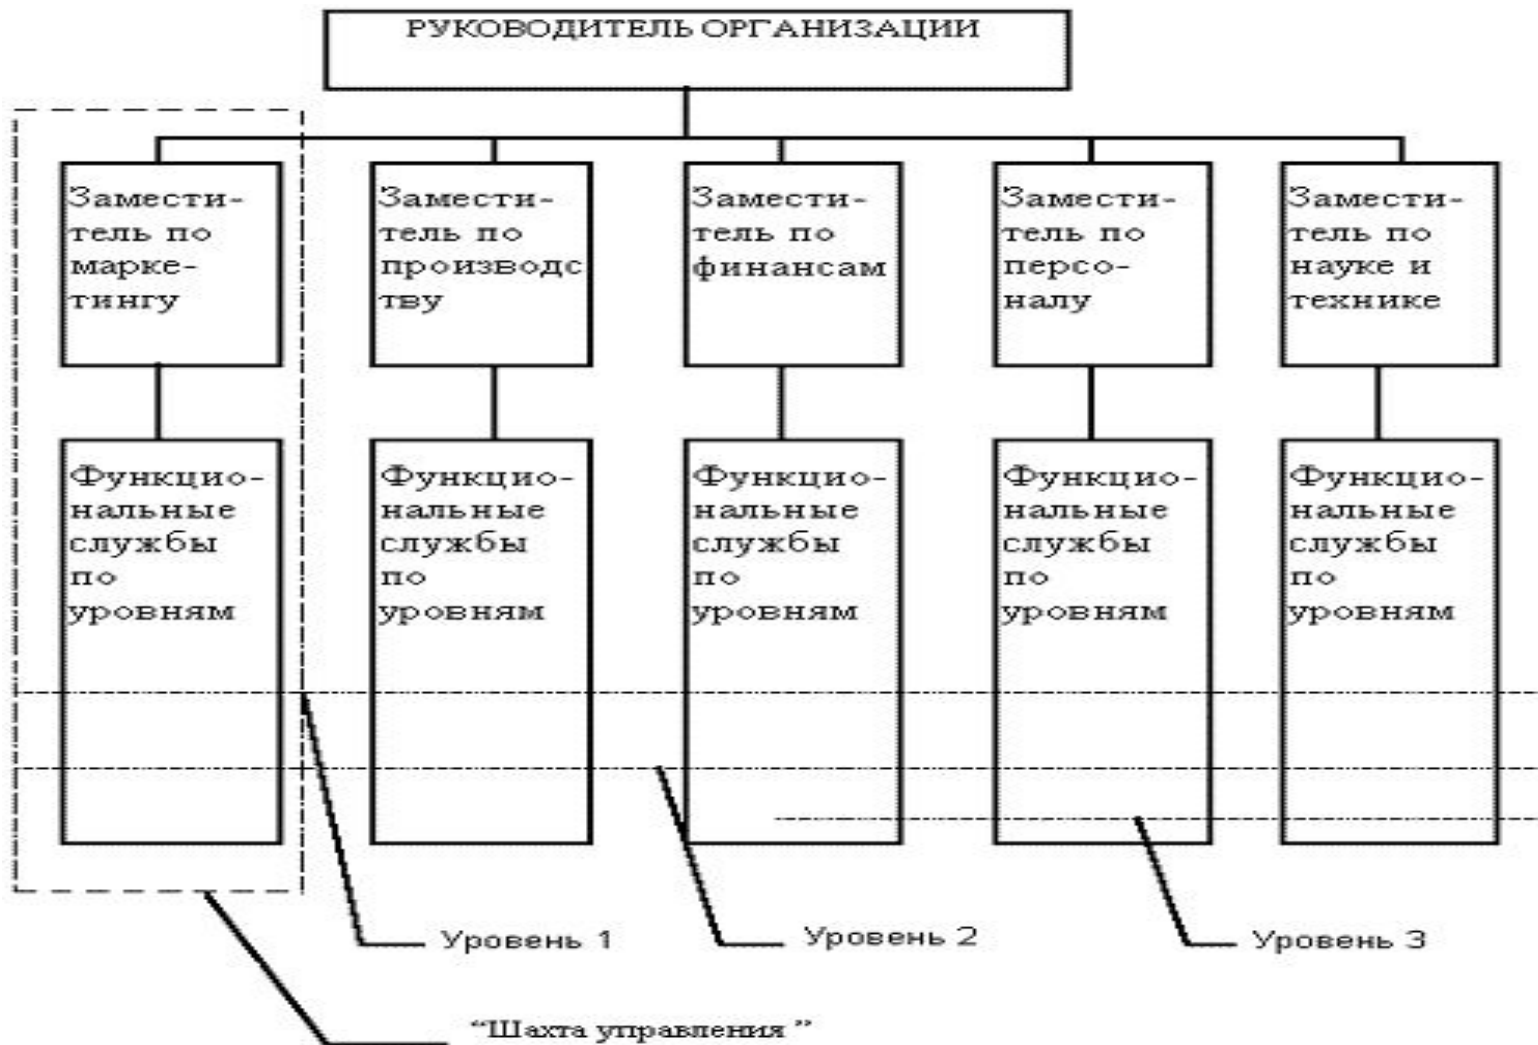 РУКОВОДИТЕЛЬ ОРГАНИЗАЦИИ
Замести-
тель по
марке-
тингу
Замести-
тель по
производс
тву
Замести-
тель по
финансам
Замести-
тель по
персо-
налу
Замести-
тель по
науке и
технике
Функцио-
нальные
службы
по
уровням
Функцио-
нальные
службы
по
уровням
Функцио-
нальные
службы
по
уровням
Функцио-
нальные
службы
по
уровням
Функцио-
нальные
службы
по
уровням
Уровень 1
Уровень 2
Уровень 3
“Шахта управления ”